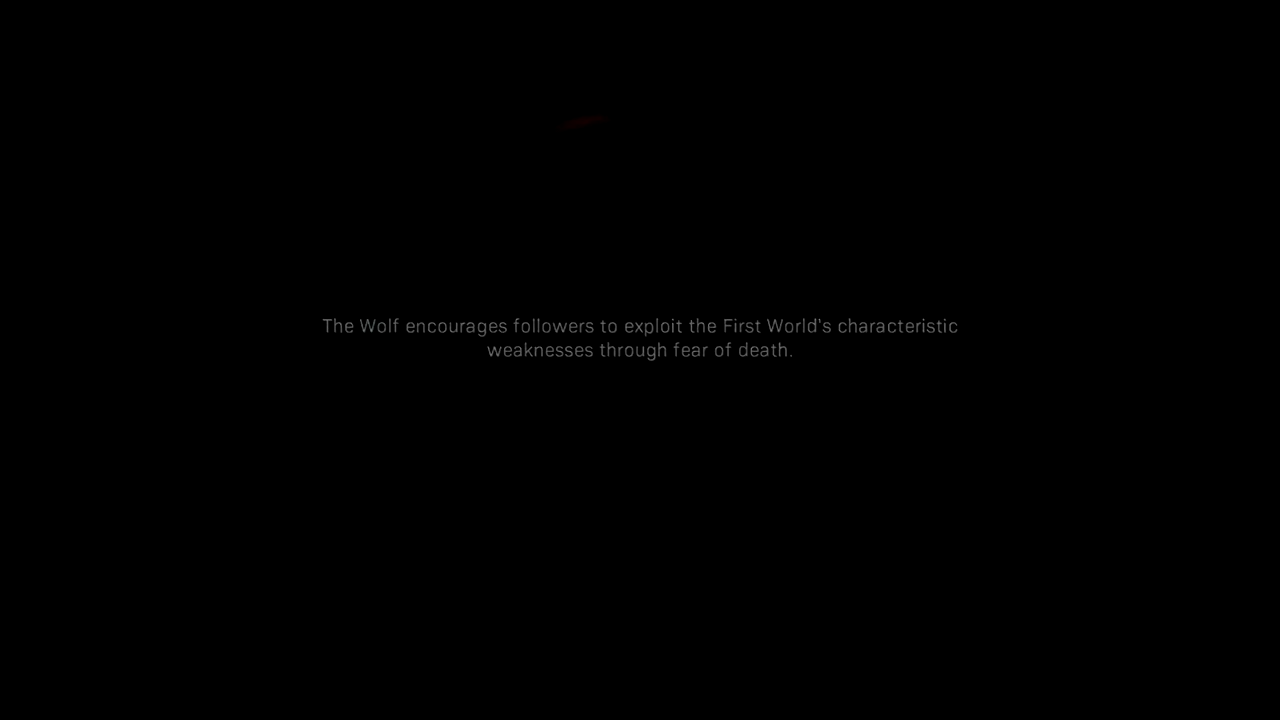 The Wolf encourages followers to exploit the First World's characteristic
weaknesses through fear of death.